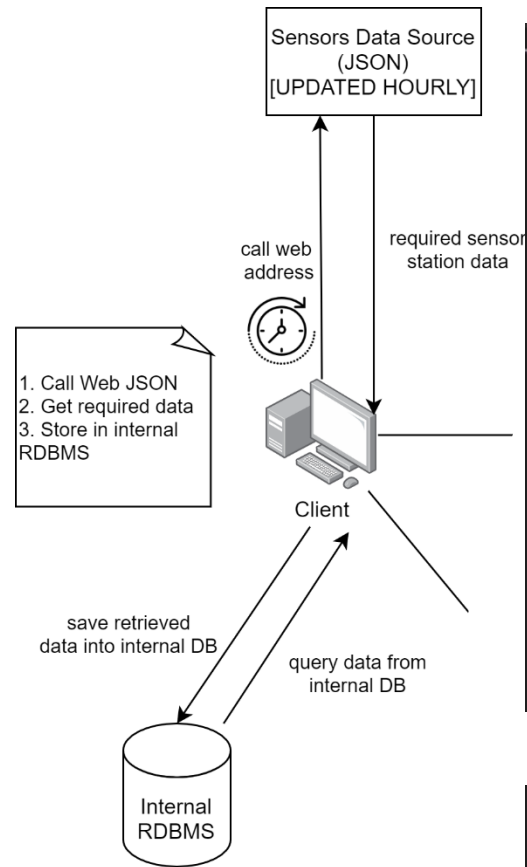 Sensors Data Source
(JSON)
[UPDATED HOURLY]
call web
address
required sensor
station data
1. Call Web JSON
2. Get required data
3. Store in internal
RDBMS
Client
save retrieved
data into internal DB
query data from
internal DB
Internal
RDBMS